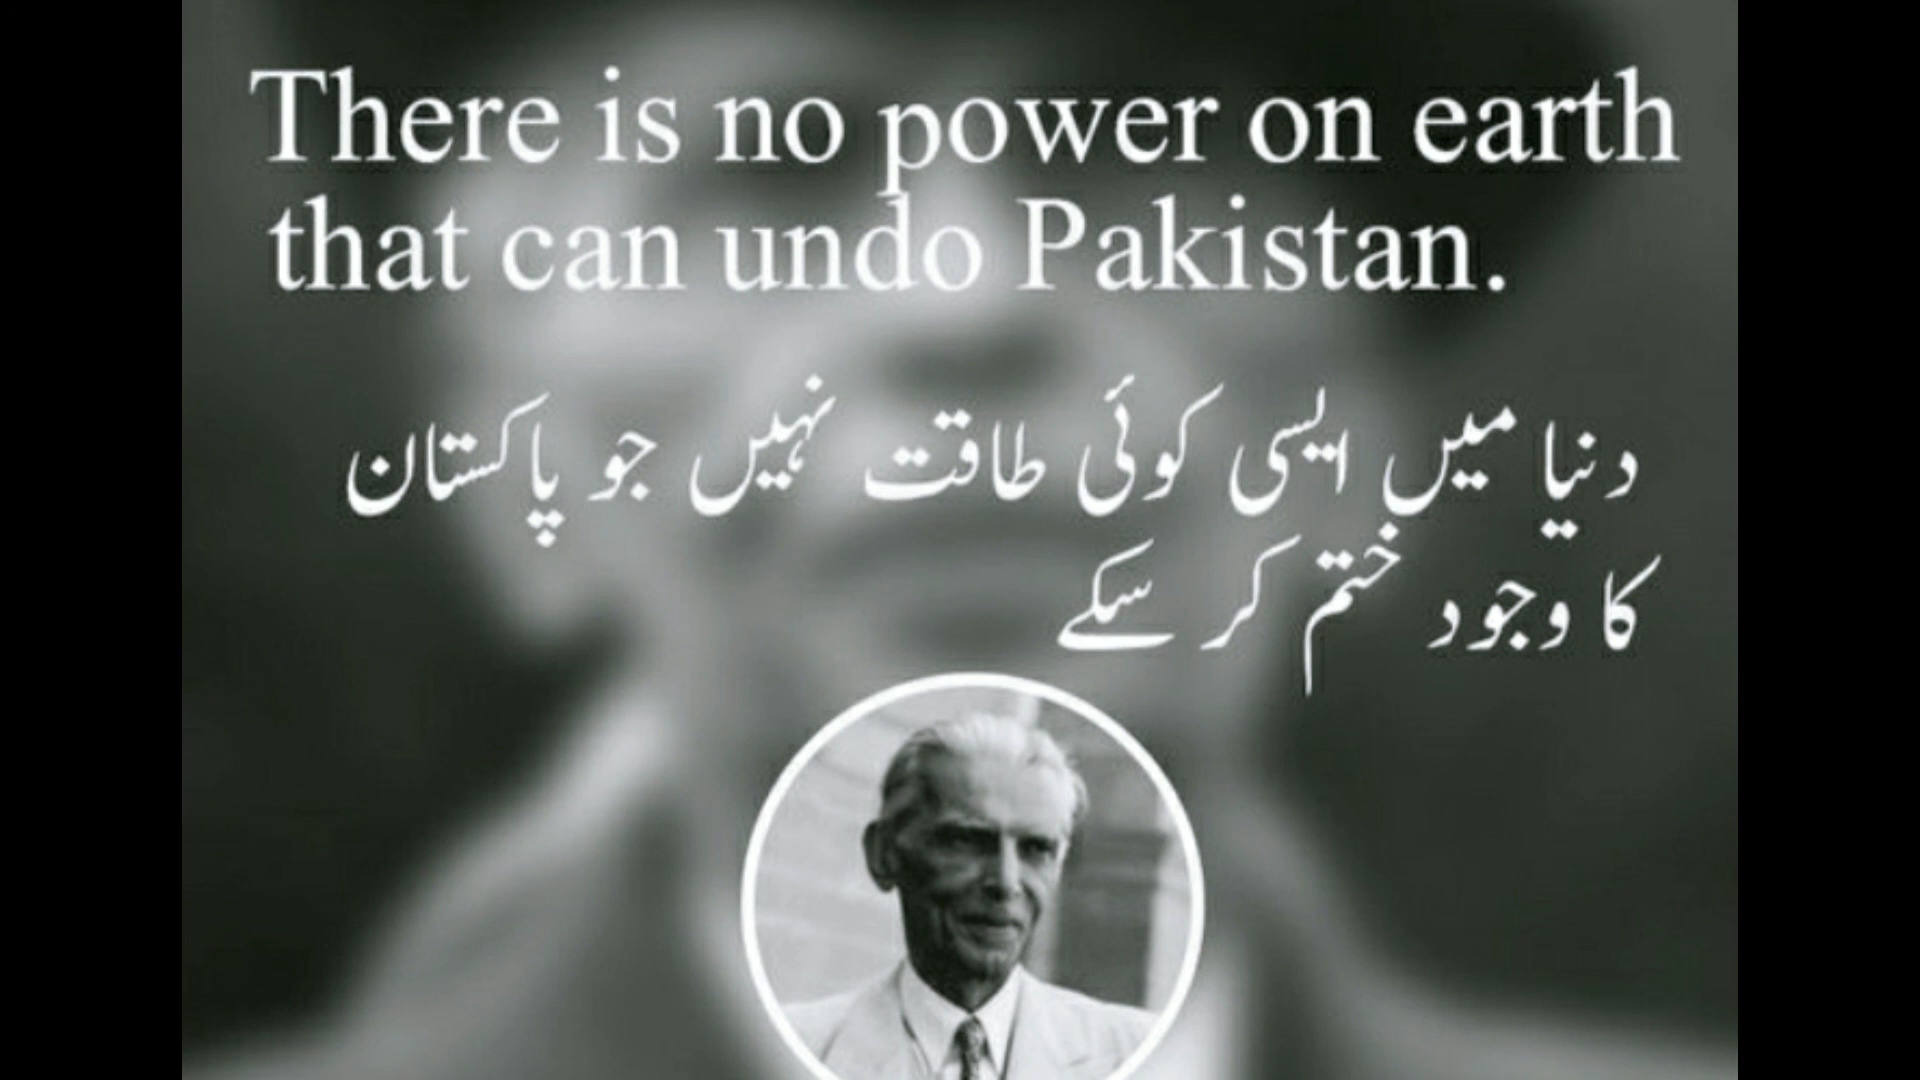 There is no power on earth
that can undo Pakistan.
دنیا میں ایسی کوئی طاقت نہیں جو پاکستان
کا وجود ختم کر سکے